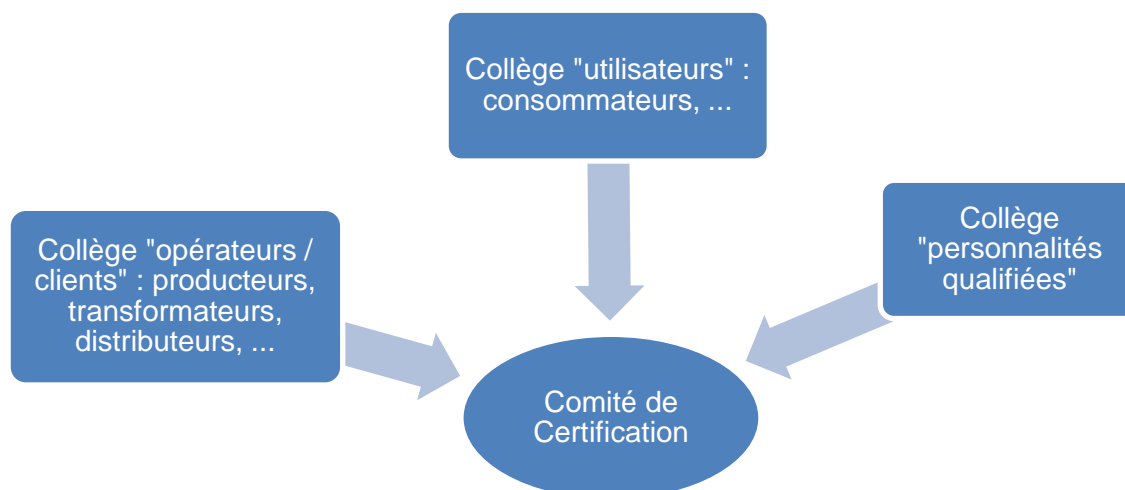 Collège "utilisateurs" :
consommateurs, ...
Collège "opérateurs /
clients" : producteurs,
transformateurs,
distributeurs, ...
Collège
"personnalités
qualifiées"
Comité de
Certification